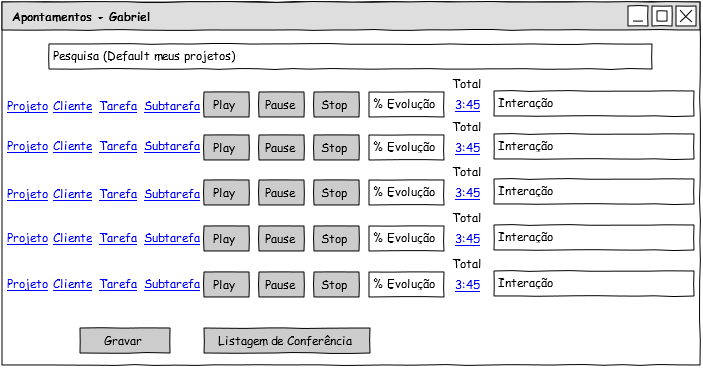 Apontamentos - Gabriel
Pesquisa (Default meus projetos)
Total
Projeto Cliente Tarefa Subtarefa Play Pause Stop % Evolução 3:45 Interação
Total
Projeto Cliente Tarefa Subtarefa Play Pause Stop % Evolução 3:45 Interação
Total
Projeto Cliente Tarefa Subtarefa Play Pause Stop % Evolução 3:45 Interação
Total
Projeto Cliente Tarefa Subtarefa Play Pause Stop % Evolução 3:45 Interação
Total
Projeto Cliente Tarefa Subtarefa Play Pause Stop % Evolução 3:45 Interação
Gravar Listagem de Conferência